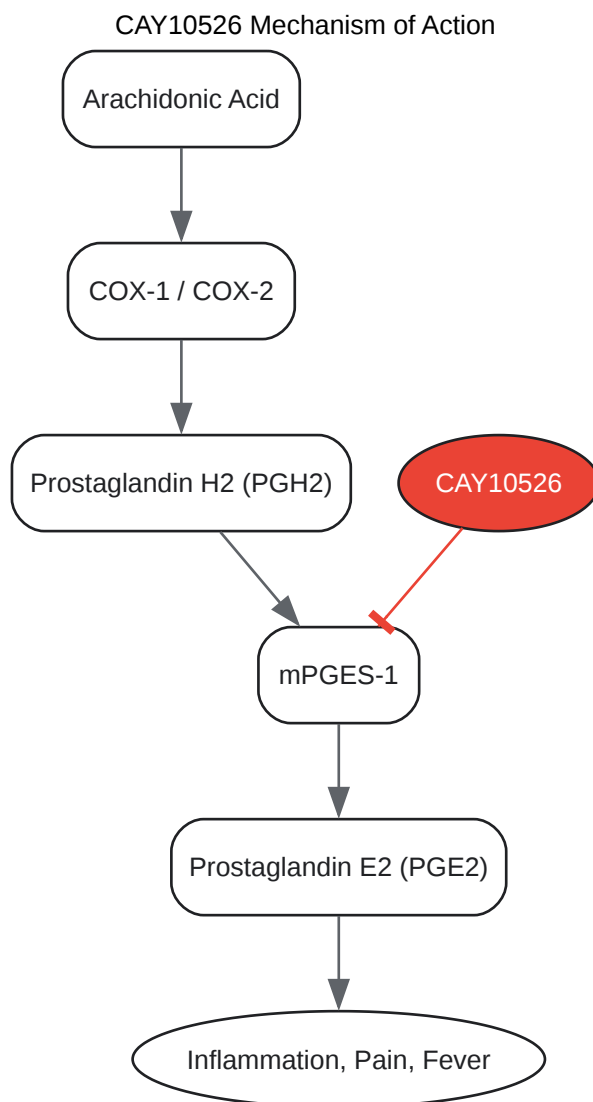 CAY10526 Mechanism of Action
Arachidonic Acid
COX-1 / COX-2
Prostaglandin H2 (PGH2)
CAY10526
mPGES-1
Prostaglandin E2 (PGE2)
Inflammation, Pain, Fever